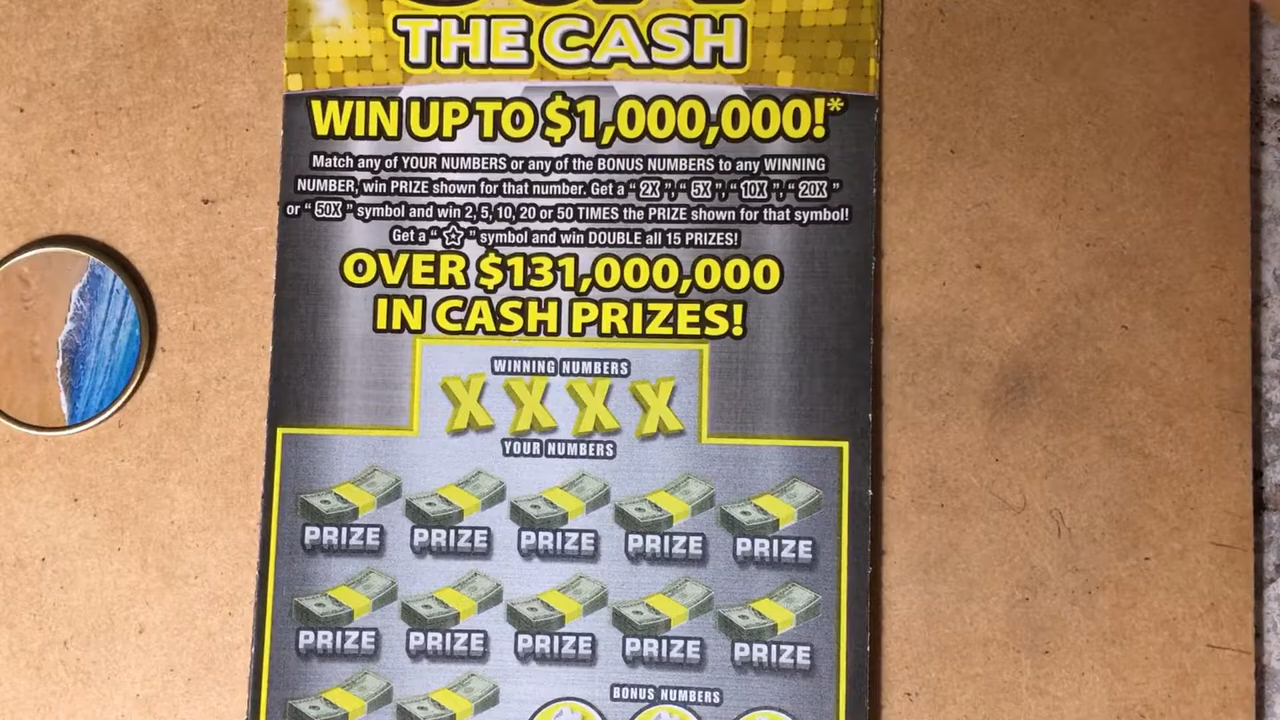 THE CASH
WIN UP TO $1,000,000!*
Match any of YOUR NUMBERS or any of the BONUS NUMBERS to any WINNING
NUMBER, win PRIZE shown for that number. Get a “ 2X ”, “ 5X ”, “ 10X ”, “ 20X ”
or “ 50X ” symbol and win 2, 5, 10, 20 or 50 TIMES the PRIZE shown for that symbol!
Get a “ ☆ ” symbol and win DOUBLE all 15 PRIZES!
OVER $131,000,000
IN CASH PRIZES!
WINNING NUMBERS
X X X X
YOUR NUMBERS
PRIZE PRIZE PRIZE PRIZE PRIZE
PRIZE PRIZE PRIZE PRIZE PRIZE
BONUS NUMBERS